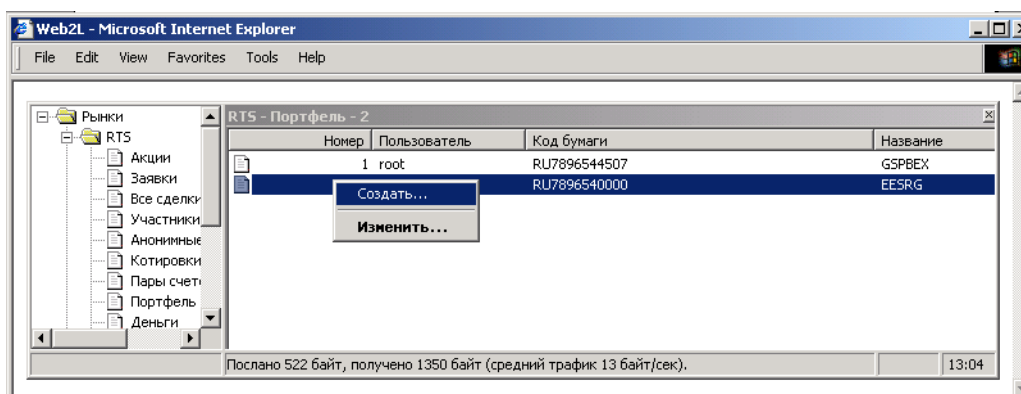 Web2L - Microsoft Internet Explorer
File Edit View Favorites Tools Help
Рынки
RTS
Акции
Заявки
Все сделки
Участники
Анонимные
Котировки
Пары счет
Портфель
Деньги
RTS - Портфель - 2
Номер Пользователь Код бумаги Название
1 root RU7896544507 GSPBEX
RU7896540000 EESRG
Создать...
Изменить...
Послано 522 байт, получено 1350 байт (средний трафик 13 байт/сек). 13:04